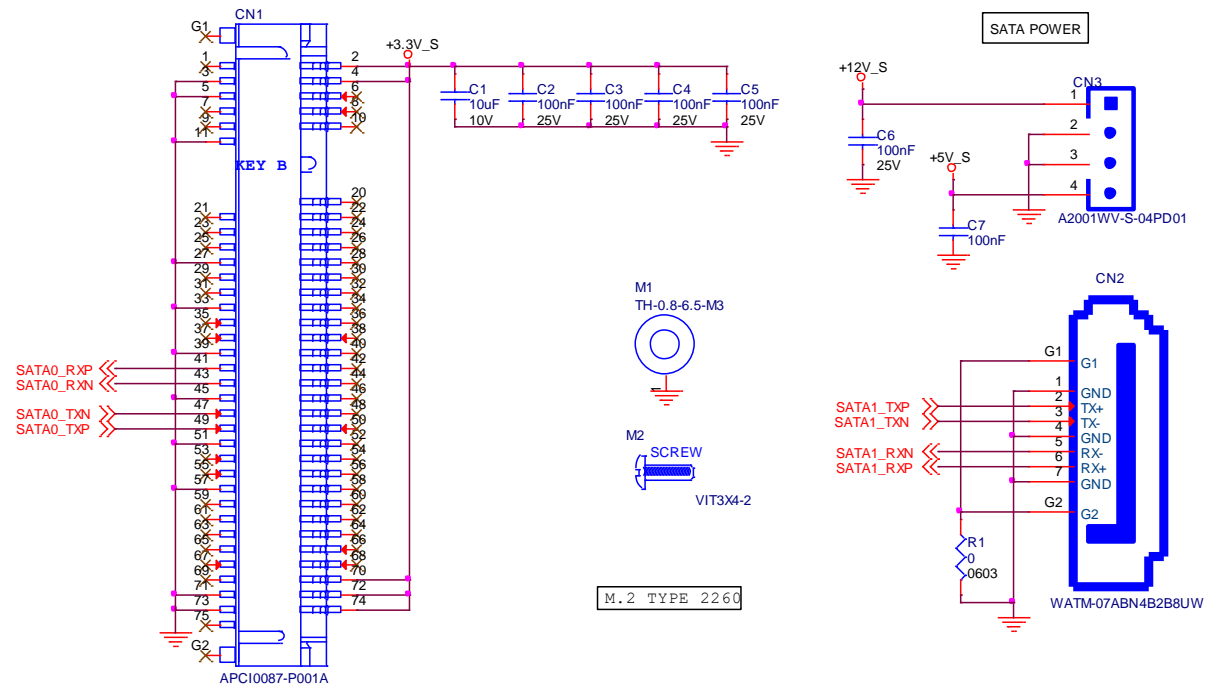 CN1
G1
1
3
5
7
9
11
KEY B
21
23
25
27
29
31
33
35
37
39
41
43
45
47
49
51
53
55
57
59
61
63
65
67
69
71
73
75
G2
APCI0087-P001A
2
4
6
8
10
20
22
24
26
28
30
32
34
36
38
40
42
44
46
48
50
52
54
56
58
60
62
64
66
68
70
72
74
SATA0_RXP
SATA0_RXN
SATA0_TXN
SATA0_TXP
+3.3V_S
C1
10uF
10V
C2
100nF
25V
C3
100nF
25V
C4
100nF
25V
C5
100nF
25V
M1
TH-0.8-6.5-M3
1
M2
SCREW
VIT3X4-2
M.2 TYPE 2260
SATA POWER
+12V_S
C6
100nF
25V
+5V_S
C7
100nF
CN3
1
2
3
4
A2001WV-S-04PD01
CN2
G1
1
2
3
4
5
6
7
G2
G1
GND
TX+
TX-
GND
RX-
RX+
GND
G2
SATA1_TXP
SATA1_TXN
SATA1_RXN
SATA1_RXP
R1
0
0603
WATM-07ABN4B2B8UW